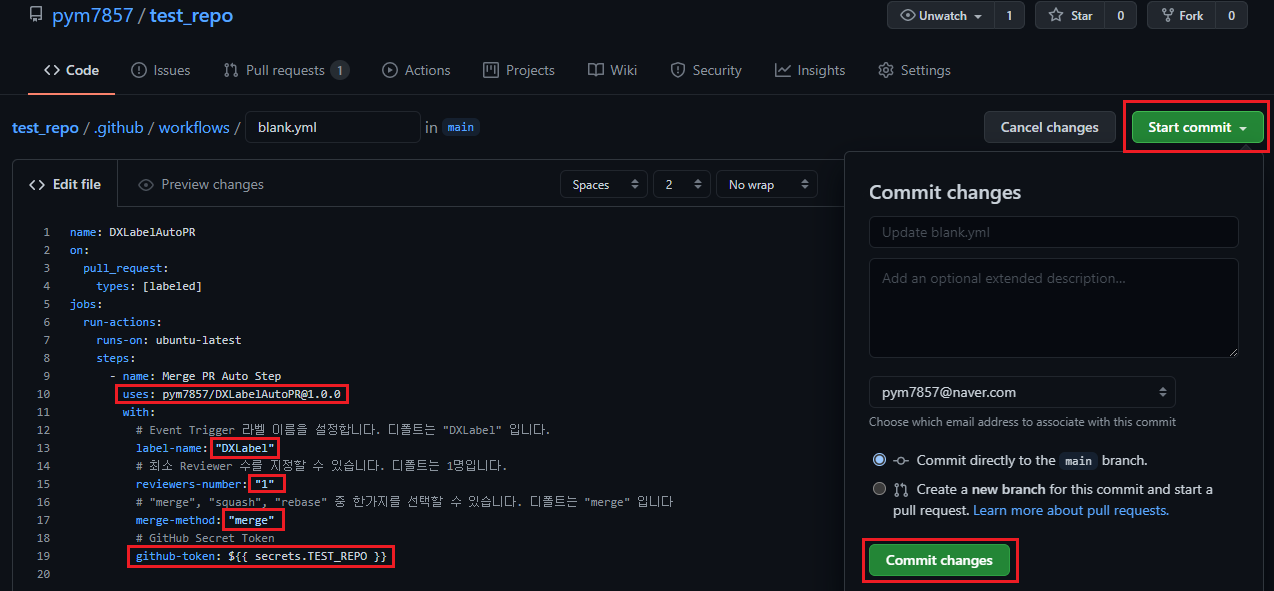 pym7857 / test_repo
Unwatch 1 Star 0 Fork 0
Code Issues Pull requests 1 Actions Projects Wiki Security Insights Settings
test_repo / .github / workflows / blank.yml in main
Cancel changes Start commit
Edit file Preview changes Spaces 2 No wrap
1 name: DXLabelAutoPR
2 on:
3 pull_request:
4 types: [labeled]
5 jobs:
6 run-actions:
7 runs-on: ubuntu-latest
8 steps:
9 - name: Merge PR Auto Step
10 uses: pym7857/DXLabelAutoPR@1.0.0
11 with:
12 # Event Trigger 라벨 이름을 설정합니다. 디폴트는 "DXLabel" 입니다.
13 label-name: "DXLabel"
14 # 최소 Reviewer 수를 지정할 수 있습니다. 디폴트는 1명입니다.
15 reviewers-number: "1"
16 # "merge", "squash", "rebase" 중 한가지를 선택할 수 있습니다. 디폴트는 "merge" 입니다
17 merge-method: "merge"
18 # GitHub Secret Token
19 github-token: ${{ secrets.TEST_REPO }}
20
Commit changes
Update blank.yml
Add an optional extended description...
pym7857@naver.com
Choose which email address to associate with this commit
Commit directly to the main branch.
Create a new branch for this commit and start a
pull request. Learn more about pull requests.
Commit changes